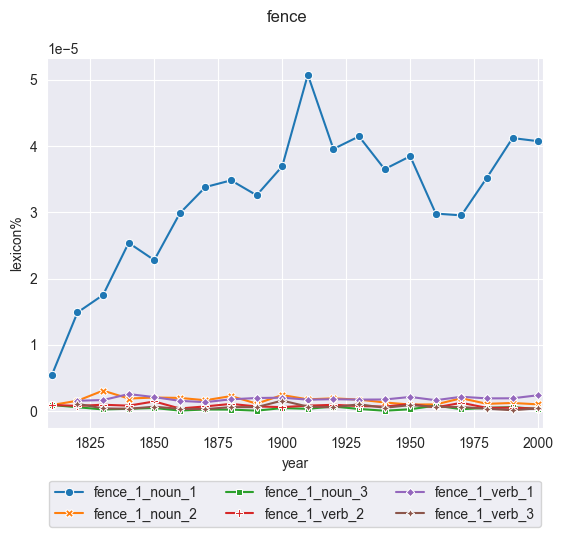 fence
1e−5
5
4
3
2
1
0
lexicon%
1825 1850 1875 1900 1925 1950 1975 2000
year
fence_1_noun_1 fence_1_noun_3 fence_1_verb_1
fence_1_noun_2 fence_1_verb_2 fence_1_verb_3